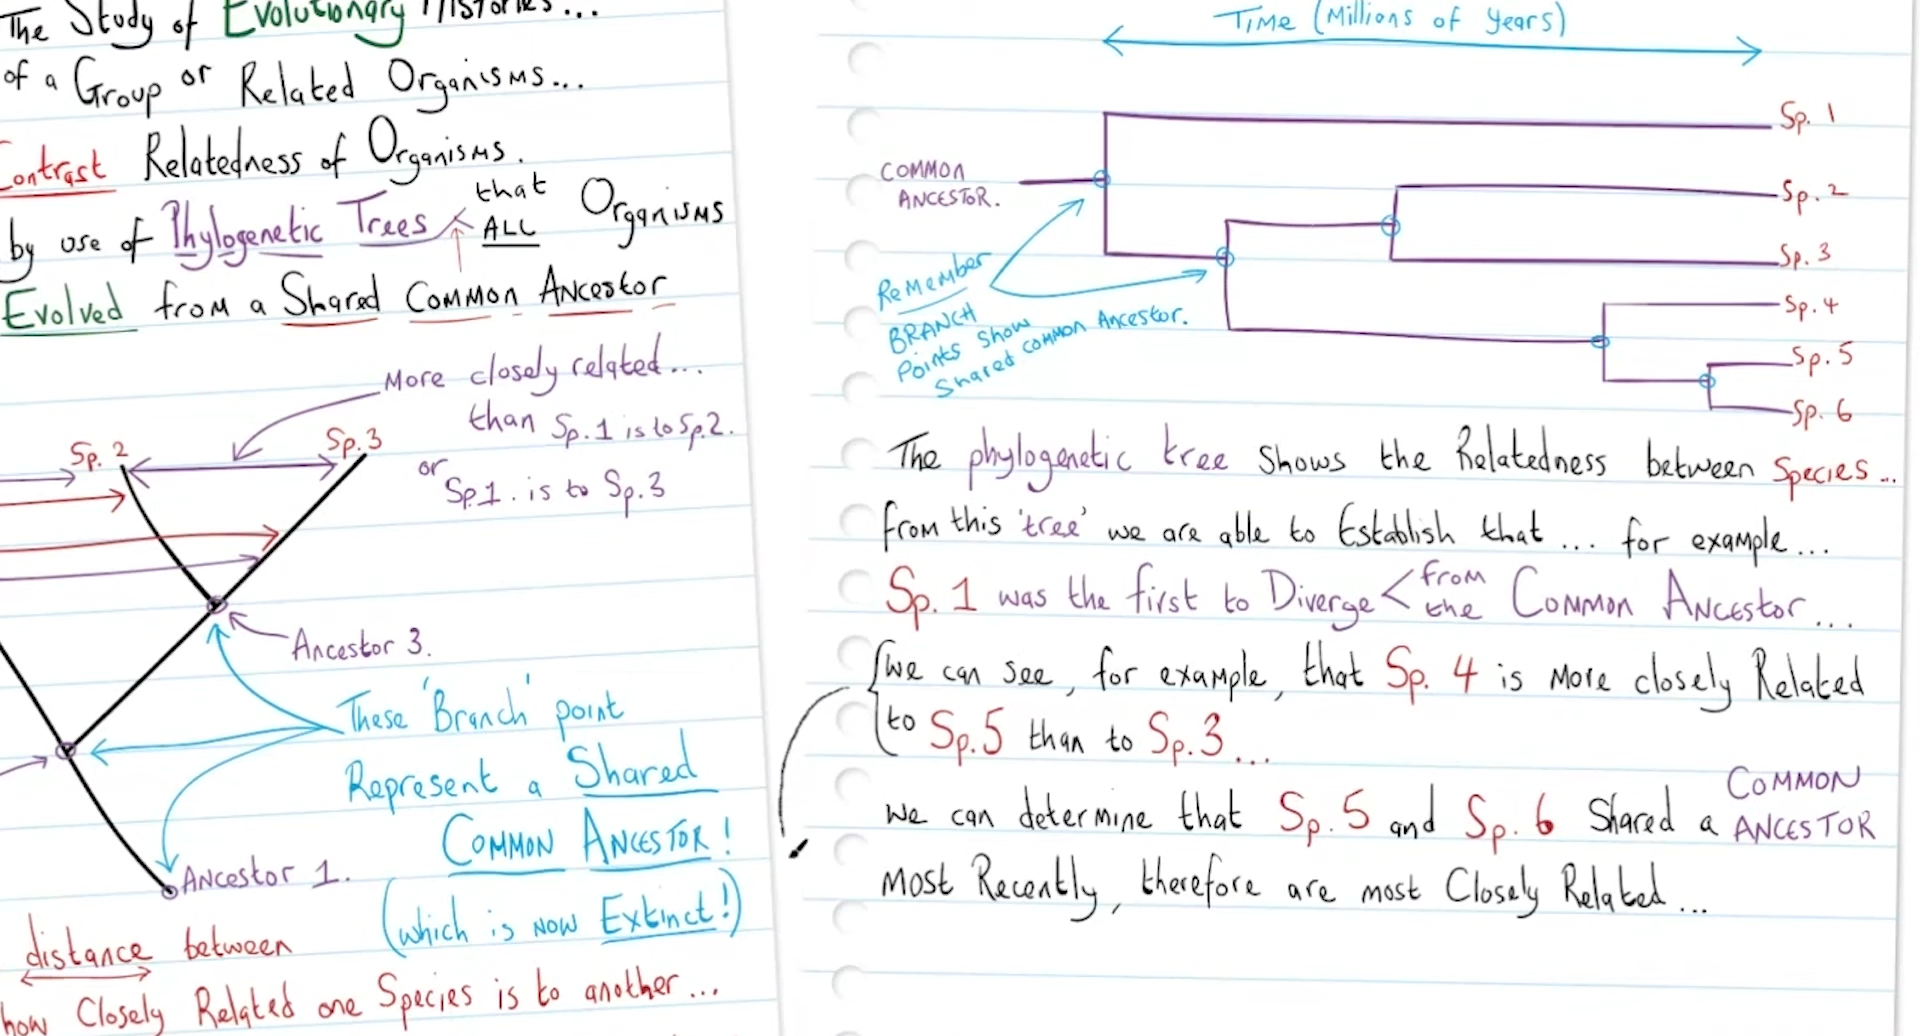 The Study of Evolutionary Histories...
of a Group or Related Organisms...
Contrast Relatedness of Organisms.
by use of Phylogenetic Trees < that ALL Organisms
Evolved from a Shared Common Ancestor
More closely related...
than Sp.1 is to Sp.2.
or Sp1. is to Sp.3
Sp. 2
Sp.3
Ancestor 3.
These 'Branch' point
Represent a Shared
Common Ancestor!
(which is now Extinct!)
Ancestor 1.
distance between
how Closely Related one Species is to another...
Time (Millions of years)
COMMON
ANCESTOR.
Sp. 1
Sp. 2
Sp. 3
Sp. 4
Sp. 5
Sp. 6
Remember
BRANCH
Points show
Shared common Ancestor.
The phylogenetic tree shows the Relatedness between Species...
from this 'tree' we are able to Establish that... for example...
Sp. 1 was the first to Diverge < from the Common Ancestor...
we can see, for example, that Sp. 4 is more closely Related
to Sp.5 than to Sp.3...
we can determine that Sp.5 and Sp.6 Shared a COMMON ANCESTOR
most Recently, therefore are most Closely Related...